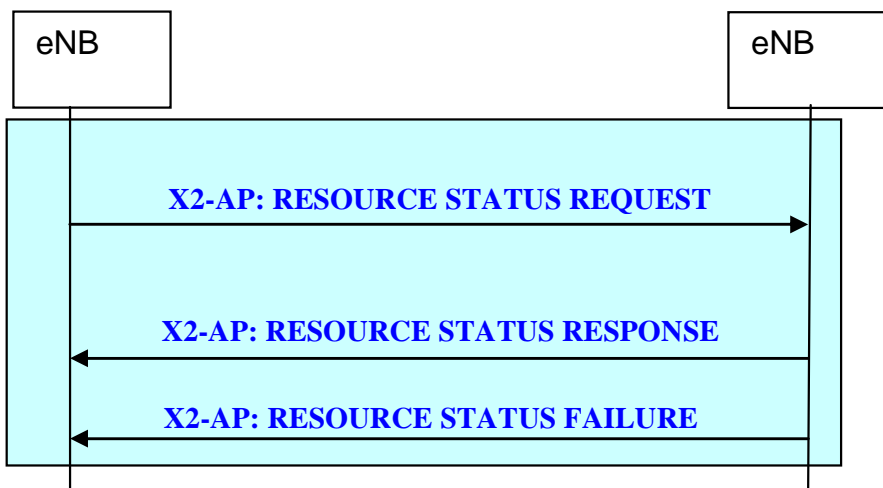 eNB
eNB
X2-AP: RESOURCE STATUS REQUEST
X2-AP: RESOURCE STATUS RESPONSE
X2-AP: RESOURCE STATUS FAILURE